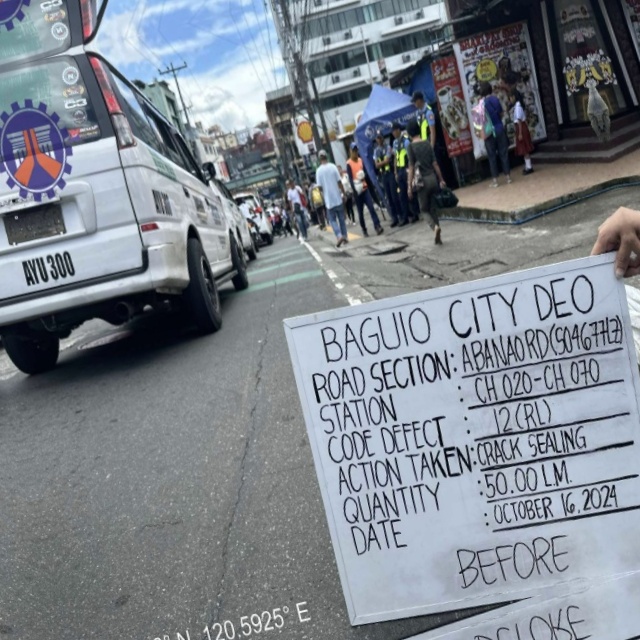 AYU 300
BAGUIO CITY DEO
ROAD SECTION: ABANAO RD (S04677LZ)
STATION : CH 020-CH 070
CODE DEFECT : 12 (RL)
ACTION TAKEN: CRACK SEALING
QUANTITY : 50.00 L.M.
DATE : OCTOBER 16, 2024
BEFORE
° N, 120.5925° E